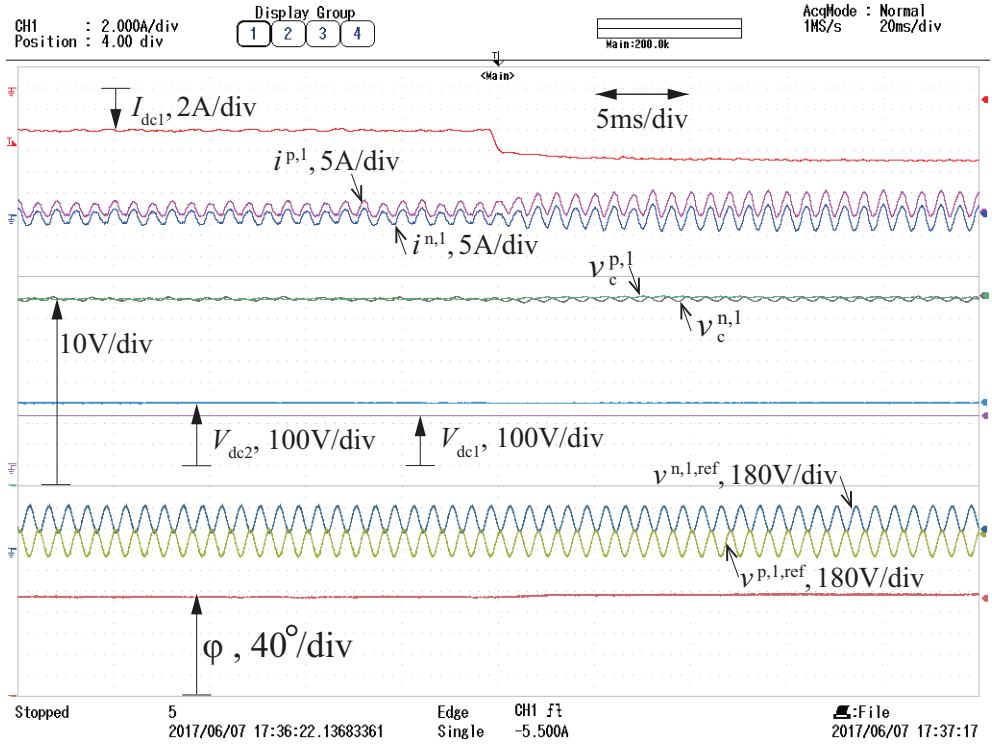 CH1 : 2.000A/div
Position : 4.00 div
Display Group
1 2 3 4
Main:200.0k
AcqMode : Normal
1MS/s 20ms/div
<Main>
I_dc1, 2A/div
5ms/div
i^p,1, 5A/div
i^n,1, 5A/div
v_c^p,1
v_c^n,1
10V/div
V_dc2, 100V/div
V_dc1, 100V/div
v^n,1,ref, 180V/div
v^p,1,ref, 180V/div
φ , 40°/div
Stopped 5 Edge CH1 :File
2017/06/07 17:36:22.13683361 Single -5.500A 2017/06/07 17:37:17